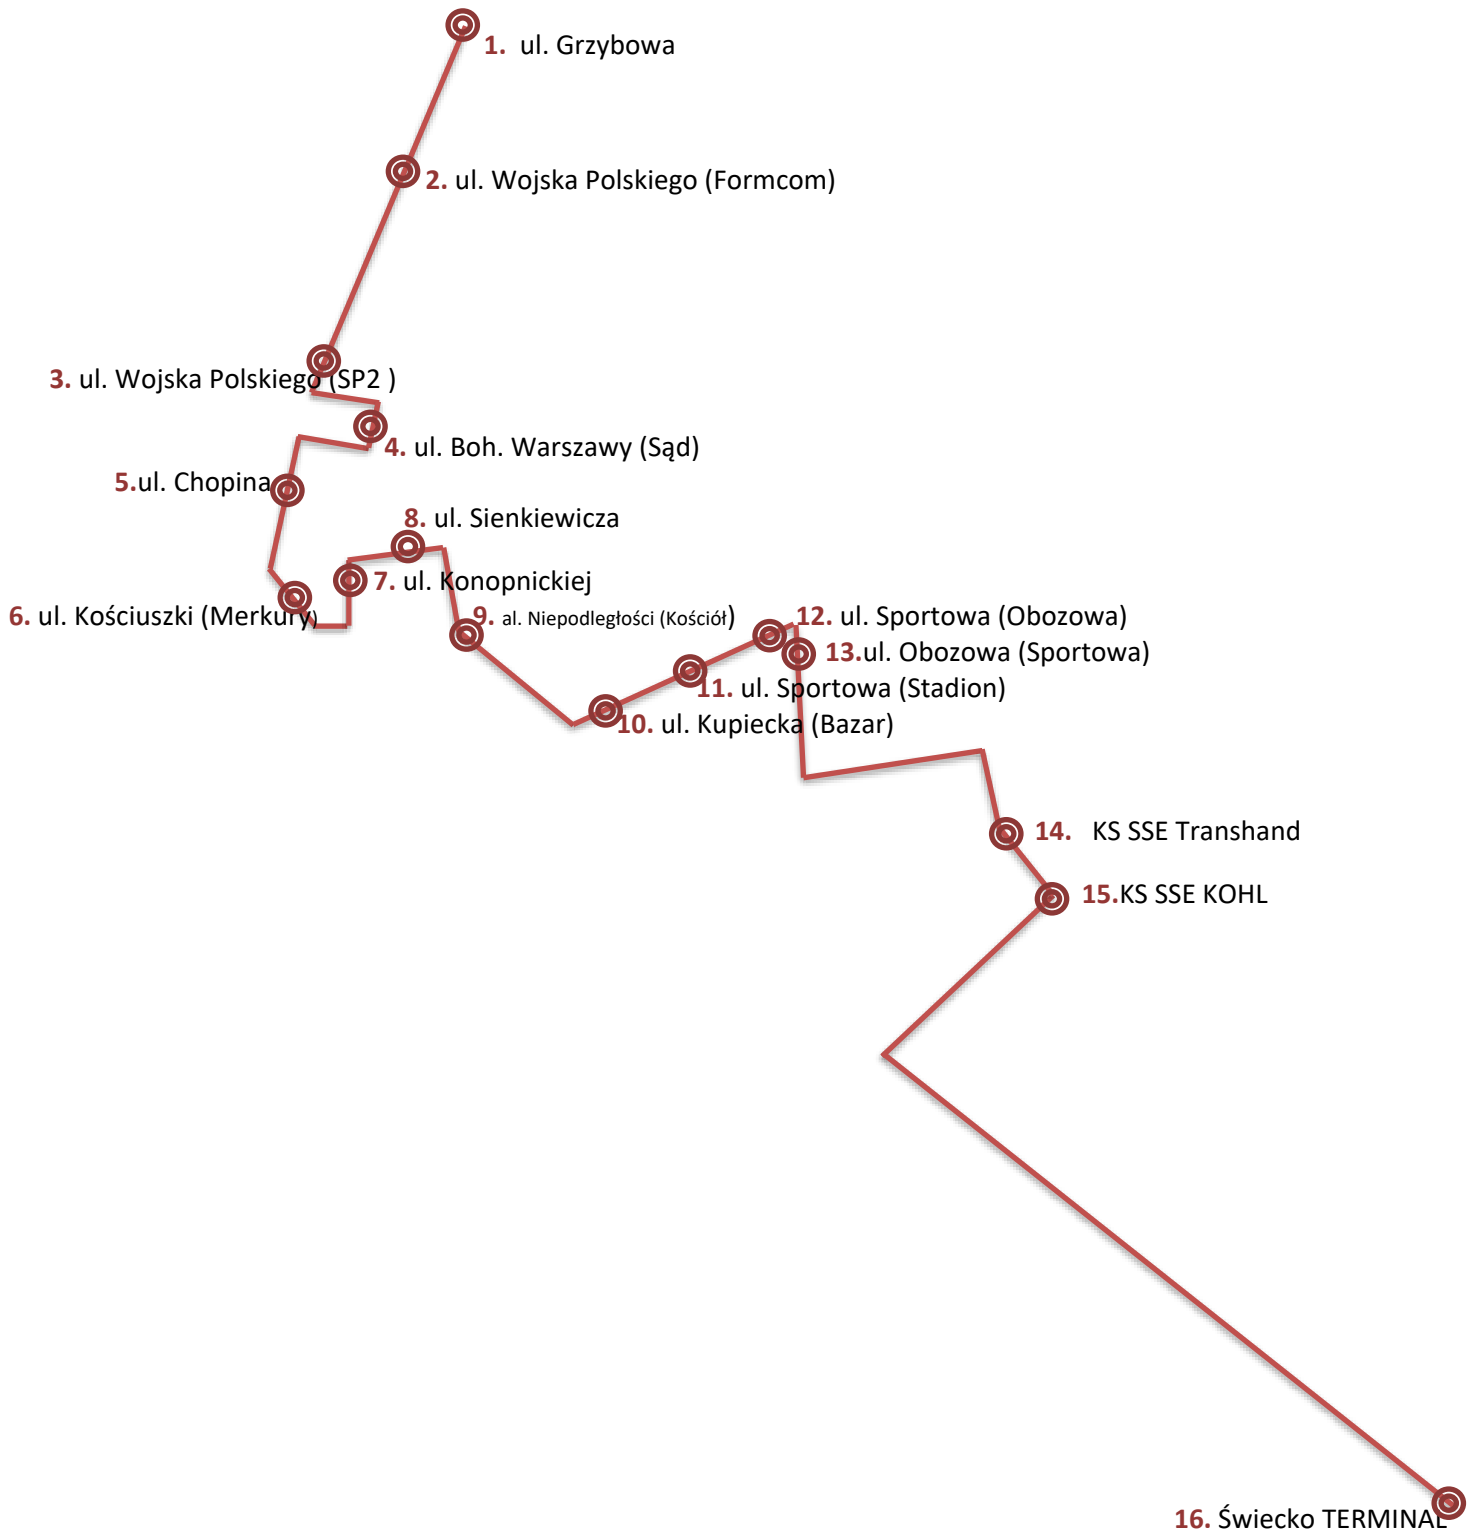 1. ul. Grzybowa
2. ul. Wojska Polskiego (Formcom)
3. ul. Wojska Polskiego (SP2 )
4. ul. Boh. Warszawy (Sąd)
5.ul. Chopina
8. ul. Sienkiewicza
7. ul. Konopnickiej
6. ul. Kościuszki (Merkury)
9. al. Niepodległości (Kościół)
12. ul. Sportowa (Obozowa)
13.ul. Obozowa (Sportowa)
11. ul. Sportowa (Stadion)
10. ul. Kupiecka (Bazar)
14. KS SSE Transhand
15.KS SSE KOHL
16. Świecko TERMINAL